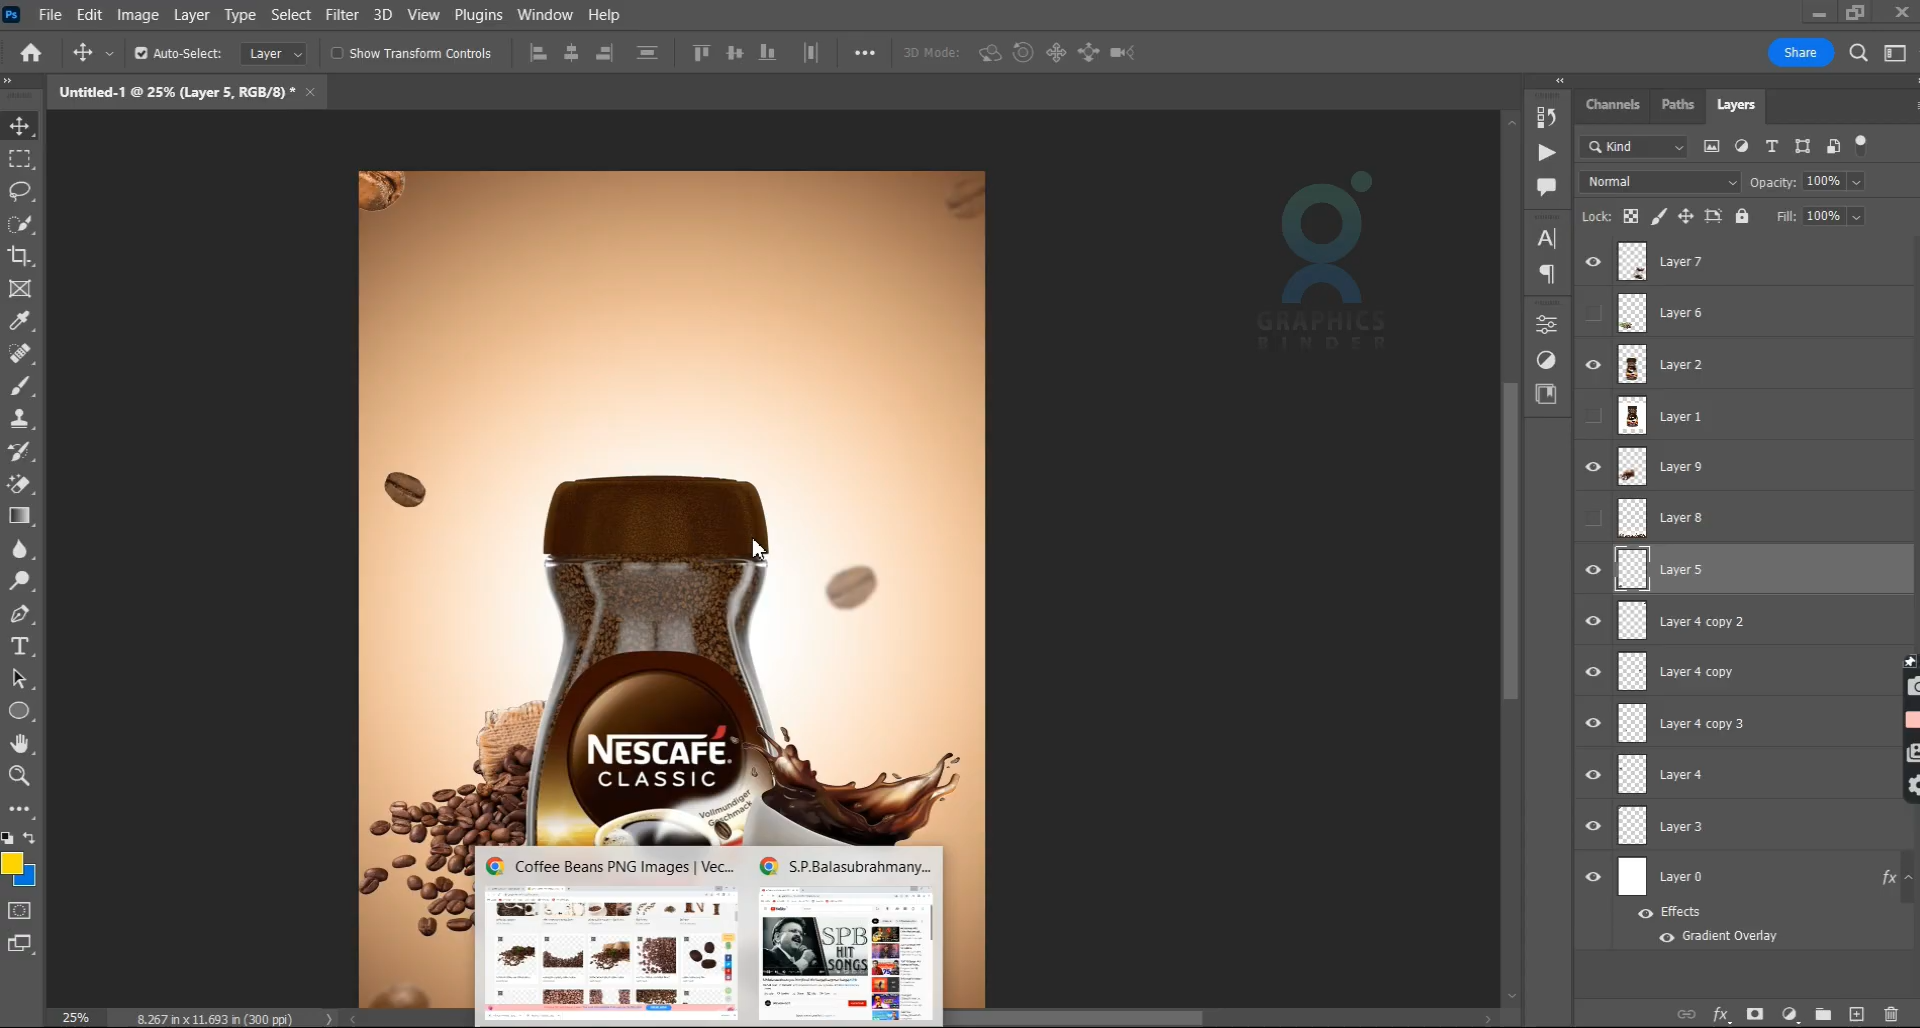 Ps File Edit Image Layer Type Select Filter 3D View Plugins Window Help
Auto-Select: Layer Show Transform Controls 3D Mode: Share
Untitled-1 @ 25% (Layer 5, RGB/8) *
Channels Paths Layers
Kind
Normal Opacity: 100%
Lock: Fill: 100%
GRAPHICS
BINDER
Layer 7
Layer 6
Layer 2
Layer 1
Layer 9
Layer 8
Layer 5
Layer 4 copy 2
Layer 4 copy
Layer 4 copy 3
Layer 4
Layer 3
Layer 0 fx
Effects
Gradient Overlay
NESCAFÉ.
CLASSIC
Vollmundiger
Geschmack
Coffee Beans PNG Images | Vec...
S.P.Balasubrahmany...
SPB
HIT
SONGS
25% 8.267 in x 11.693 in (300 ppi)
fx